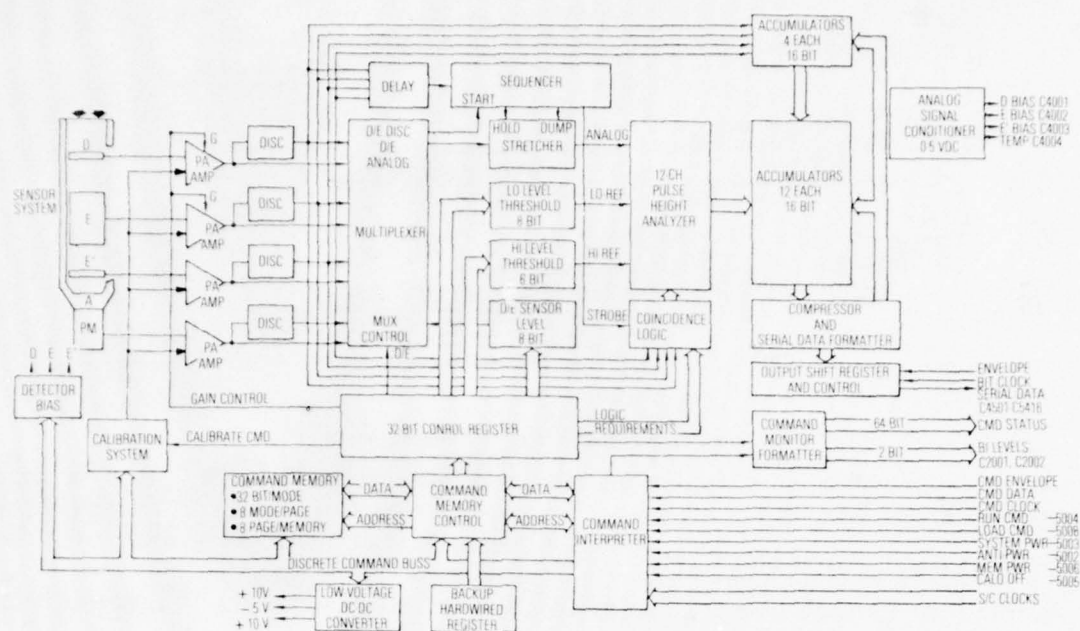 ACCUMULATORS
4 EACH
16 BIT
DELAY
SEQUENCER
START
HOLD
DUMP
STRETCHER
ANALOG
ANALOG
SIGNAL
CONDITIONER
0-5 VDC
D BIAS C4001
E BIAS C4002
E' BIAS C4003
TEMP C4004
SENSOR
SYSTEM
D
E
E'
A
PM
G
PA
AMP
DISC
G
PA
AMP
DISC
PA
AMP
DISC
PA
AMP
DISC
D/E DISC
D/E
ANALOG
MULTIPLEXER
MUX
CONTROL
D/E
LO LEVEL
THRESHOLD
8 BIT
LO REF
HI LEVEL
THRESHOLD
6 BIT
HI REF
D/E SENSOR
LEVEL
8 BIT
STROBE
12 CH
PULSE
HEIGHT
ANALYZER
COINCIDENCE
LOGIC
ACCUMULATORS
12 EACH
16 BIT
COMPRESSOR
AND
SERIAL DATA FORMATTER
OUTPUT SHIFT REGISTER
AND CONTROL
ENVELOPE
BIT CLOCK
SERIAL DATA
C4501-C5416
D E E'
DETECTOR
BIAS
GAIN CONTROL
CALIBRATION
SYSTEM
CALIBRATE CMD
32 BIT CONROL REGISTER
LOGIC
REQUIREMENTS
COMMAND
MONITOR
FORMATTER
64 BIT
CMD STATUS
2 BIT
BI LEVELS
C2001, C2002
COMMAND MEMORY
•32 BIT/MODE
•8 MODE/PAGE
•8 PAGE/MEMORY
DATA
ADDRESS
COMMAND
MEMORY
CONTROL
DATA
ADDRESS
COMMAND
INTERPRETER
CMD ENVELOPE
CMD DATA
CMD CLOCK
RUN CMD -5004
LOAD CMD -5008
SYSTEM PWR -5003
ANTI PWR -5002
MEM PWR -5006
CALO OFF -5005
S/C CLOCKS
DISCRETE COMMAND BUSS
+ 10V
- 5 V
+ 10 V
LOW VOLTAGE
DC DC
CONVERTER
BACKUP
HARDWIRED
REGISTER